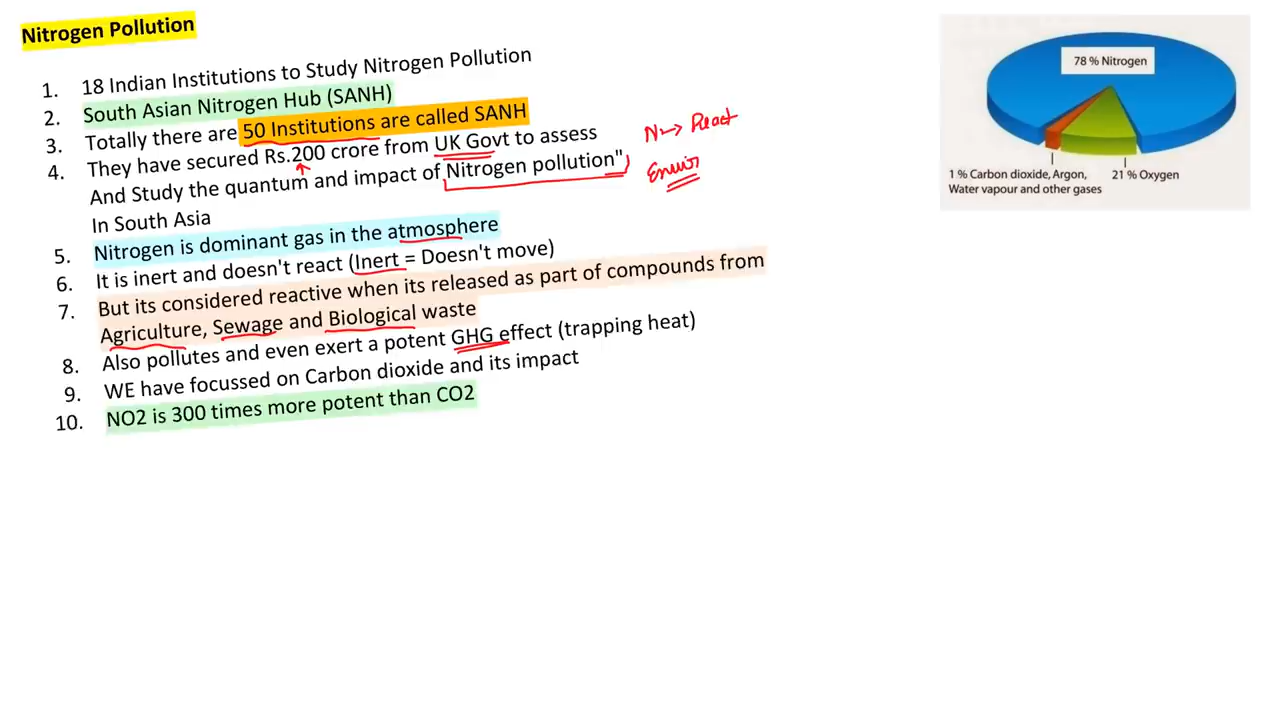 Nitrogen Pollution
1. 18 Indian Institutions to Study Nitrogen Pollution
2. South Asian Nitrogen Hub (SANH)
3. Totally there are 50 Institutions are called SANH
4. They have secured Rs.200 crore from UK Govt to assess
And Study the quantum and impact of Nitrogen pollution"
In South Asia
5. Nitrogen is dominant gas in the atmosphere
6. It is inert and doesn't react (Inert = Doesn't move)
7. But its considered reactive when its released as part of compounds from
Agriculture, Sewage and Biological waste
8. Also pollutes and even exert a potent GHG effect (trapping heat)
9. WE have focussed on Carbon dioxide and its impact
10. NO2 is 300 times more potent than CO2
N → React
Envir
78 % Nitrogen
1 % Carbon dioxide, Argon,
Water vapour and other gases
21 % Oxygen